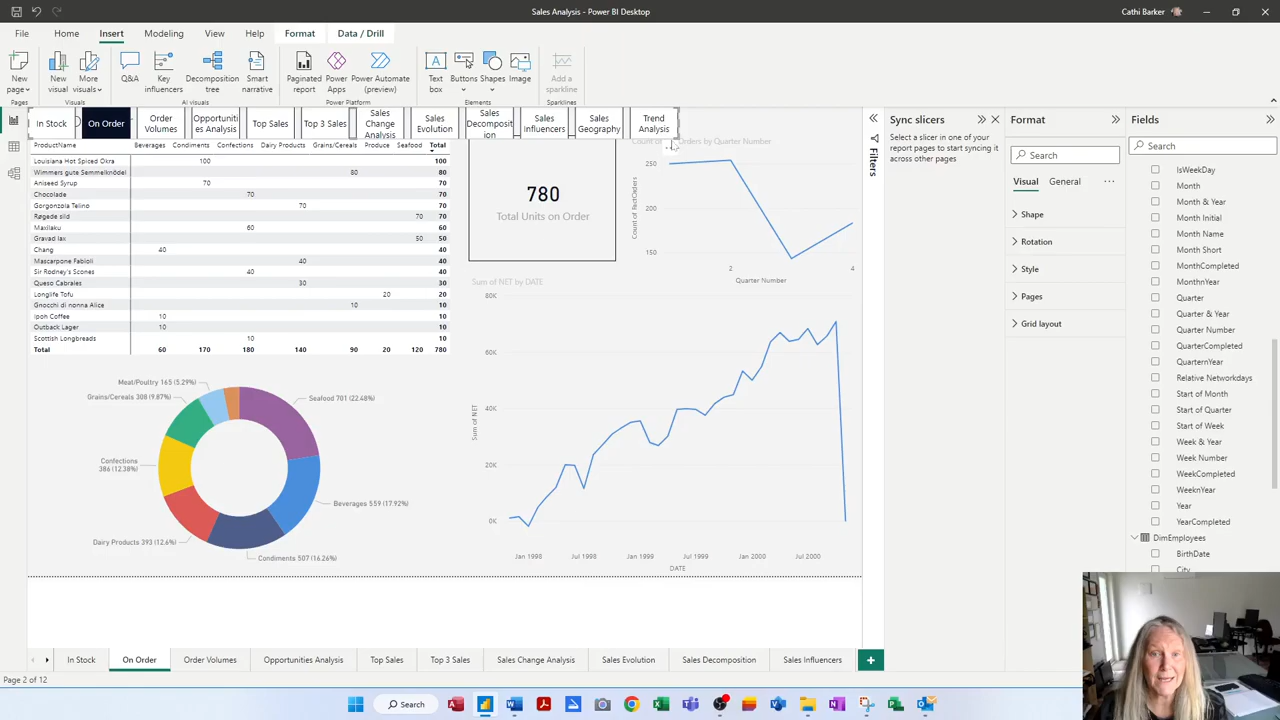 Sales Analysis - Power BI Desktop
Cathi Barker
File
Home
Insert
Modeling
View
Help
Format
Data / Drill
New
page
New
visual
More
visuals
Q&A
Key
influencers
Decomposition
tree
Smart
narrative
Paginated
report
Power
Apps
Power Automate
(preview)
Text
box
Buttons
Shapes
Image
Add a
sparkline
Pages
Visuals
AI visuals
Power Platform
Elements
Sparklines
In Stock
On Order
Order
Volumes
Opportuniti
es Analysis
Top Sales
Top 3 Sales
Sales
Change
Analysis
Sales
Evolution
Sales
Decomposit
ion
Sales
Influencers
Sales
Geography
Trend
Analysis
ProductName Beverages Condiments Confections Dairy Products Grains/Cereals Produce Seafood Total
Louisiana Hot Spiced Okra 100 100
Wimmers gute Semmelknödel 80 80
Aniseed Syrup 70 70
Chocolade 70 70
Gorgonzola Telino 70 70
Røgede sild 70 70
Maxilaku 60 60
Gravad lax 50 50
Chang 40 40
Mascarpone Fabioli 40 40
Sir Rodney's Scones 40 40
Queso Cabrales 30 30
Longlife Tofu 20 20
Gnocchi di nonna Alice 10 10
Ipoh Coffee 10 10
Outback Lager 10 10
Scottish Longbreads 10 10
Total 60 170 180 140 90 20 120 780
780
Total Units on Order
Orders by Quarter Number
Count of FactOrders
250
200
150
2
4
Quarter Number
Sum of NET by DATE
Sum of NET
80K
60K
40K
20K
0K
Jan 1998
Jul 1998
Jan 1999
Jul 1999
Jan 2000
Jul 2000
DATE
Meat/Poultry 165 (5.29%)
Grains/Cereals 308 (9.87%)
Seafood 701 (22.48%)
Confections
386 (12.38%)
Beverages 559 (17.92%)
Dairy Products 393 (12.6%)
Condiments 507 (16.26%)
Filters
Sync slicers
Select a slicer in one of your
report pages to start syncing it
across other pages
Format
Search
Visual
General
Shape
Rotation
Style
Pages
Grid layout
Fields
Search
IsWeekDay
Month
Month & Year
Month Initial
Month Name
Month Short
MonthCompleted
MonthnYear
Quarter
Quarter & Year
Quarter Number
QuarterCompleted
QuarternYear
Relative Networkdays
Start of Month
Start of Quarter
Start of Week
Week & Year
Week Number
WeekCompleted
WeeknYear
Year
YearCompleted
DimEmployees
BirthDate
City
In Stock
On Order
Order Volumes
Opportunities Analysis
Top Sales
Top 3 Sales
Sales Change Analysis
Sales Evolution
Sales Decomposition
Sales Influencers
Page 2 of 12
Search